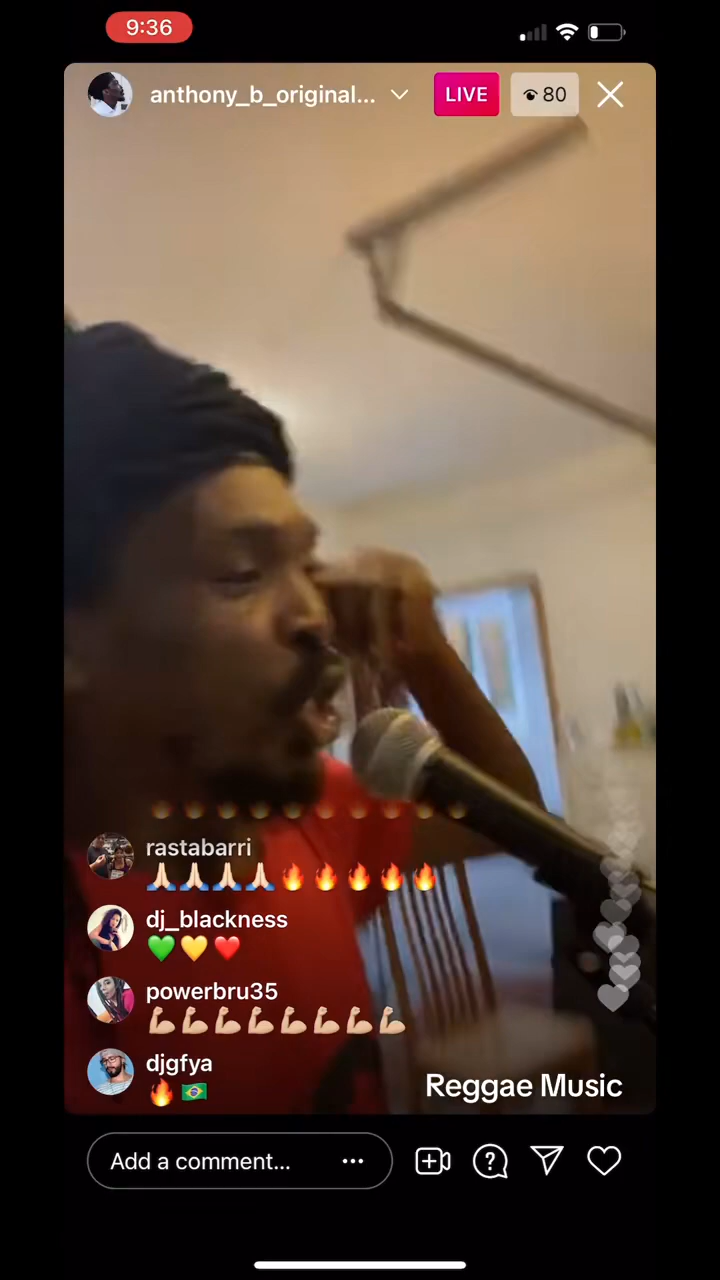 9:36
anthony_b_original...
LIVE
80
rastabarri
🙏🏻🙏🏻🙏🏻🙏🏻🔥🔥🔥🔥🔥
dj_blackness
💚💛❤️
powerbru35
💪🏼💪🏼💪🏼💪🏼💪🏼💪🏼💪🏼💪🏼
djgfya
🔥🇧🇷
Reggae Music
Add a comment...